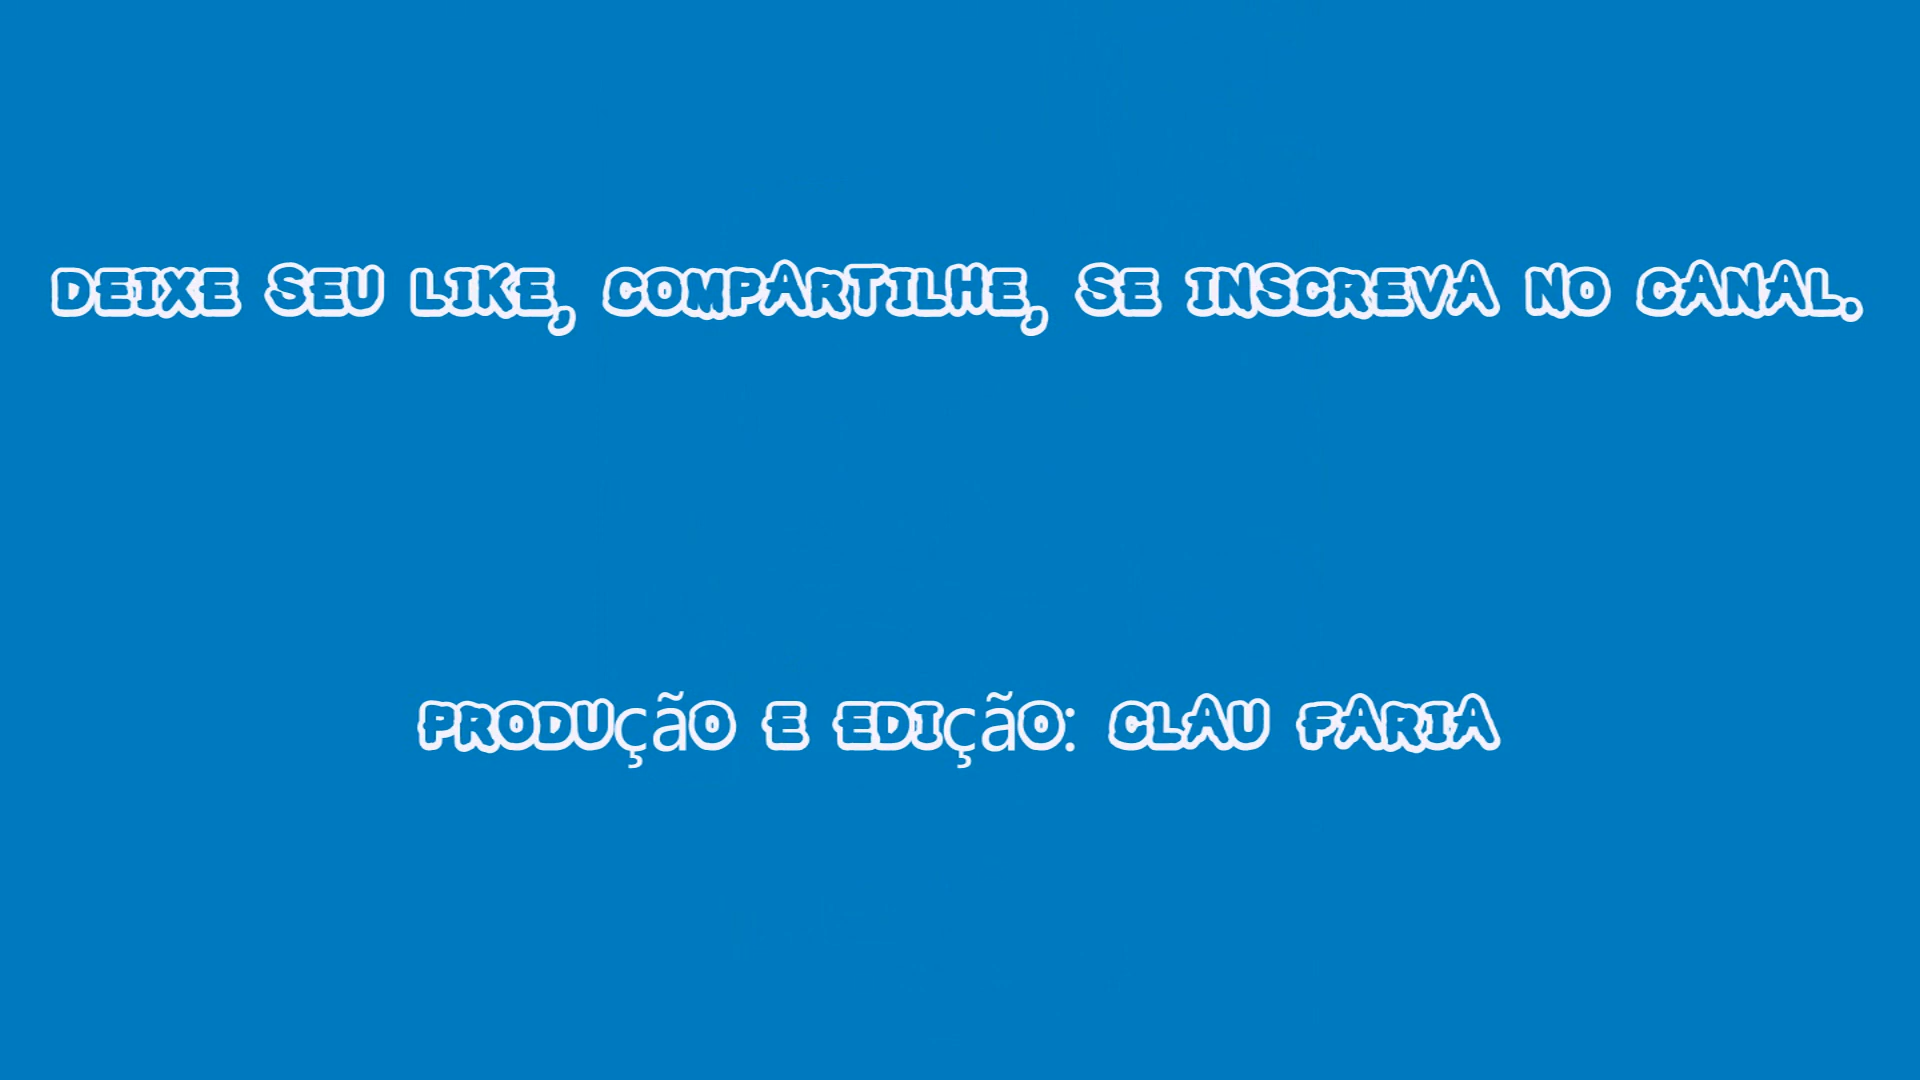 DEIXE SEU LIKE, COMPARTILHE, SE INSCREVA NO CANAL.
PRODUçãO E EDIçãO: CLAU FARIA